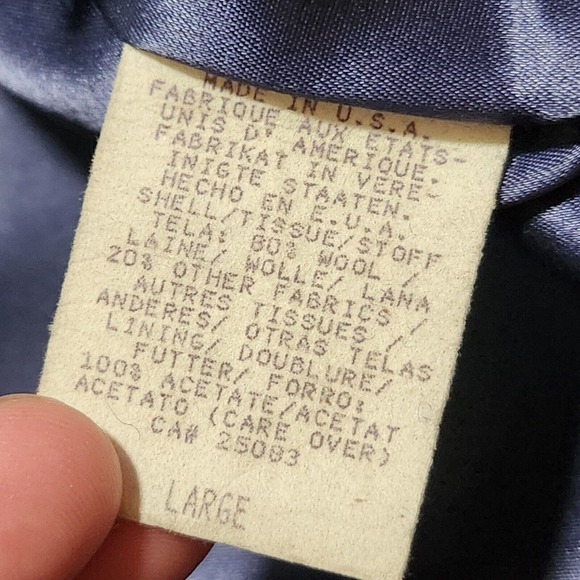 MADE IN U.S.A.
FABRIQUE AUX ETATS-
UNIS D' AMERIQUE.
FABRIKAT IN VERE-
INIGTE STAATEN.
HECHO EN E.U.A.
SHELL/TISSUE/STOFF
TELA: 80% WOOL /
LAINE/ WOLLE/ LANA
20% OTHER FABRICS /
AUTRES TISSUES /
ANDERES/ OTRAS TELAS
LINING/ DOUBLURE/
FUTTER/ FORRO:
100% ACETATE/ACETAT
ACETATO (CARE OVER)
CA# 25083
LARGE